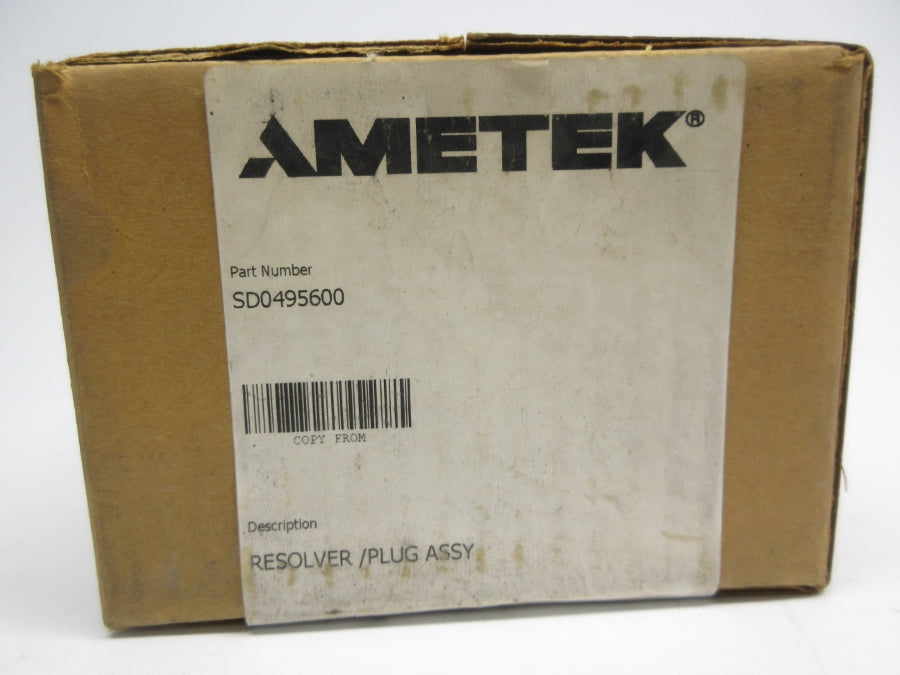 AMETEK®
Part Number
SD0495600
COPY FROM
Description
RESOLVER /PLUG ASSY